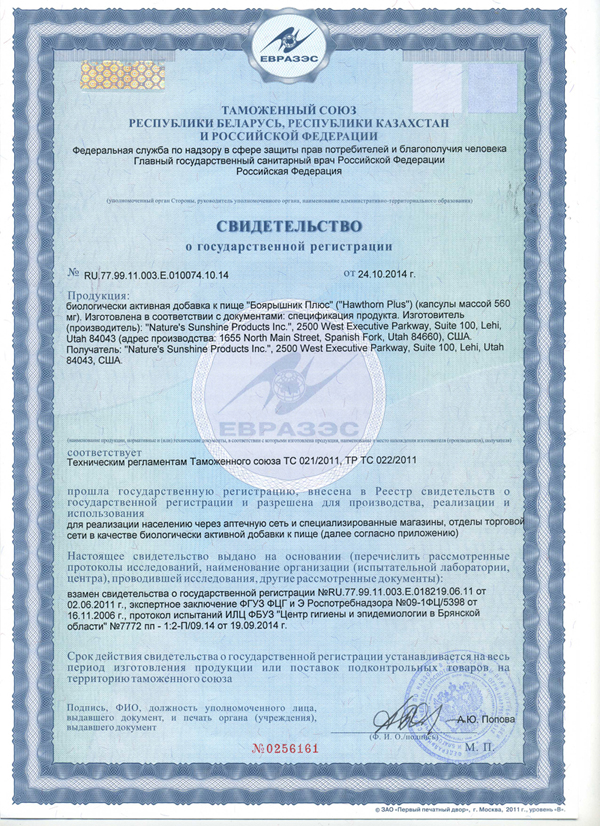 ЕВРАЗЭС
ТАМОЖЕННЫЙ СОЮЗ
РЕСПУБЛИКИ БЕЛАРУСЬ, РЕСПУБЛИКИ КАЗАХСТАН
И РОССИЙСКОЙ ФЕДЕРАЦИИ
Федеральная служба по надзору в сфере защиты прав потребителей и благополучия человека
Главный государственный санитарный врач Российской Федерации
Российская Федерация
(уполномоченный орган Стороны, руководитель уполномоченного органа, наименование административно-территориального образования)
СВИДЕТЕЛЬСТВО
о государственной регистрации
№ RU.77.99.11.003.Е.010074.10.14 от 24.10.2014 г.
Продукция:
биологически активная добавка к пище "Боярышник Плюс" ("Hawthorn Plus") (капсулы массой 560
мг). Изготовлена в соответствии с документами: спецификация продукта. Изготовитель
(производитель): "Nature's Sunshine Products Inc.", 2500 West Executive Parkway, Suite 100, Lehi,
Utah 84043 (адрес производства: 1655 North Main Street, Spanish Fork, Utah 84660), США.
Получатель: "Nature's Sunshine Products Inc.", 2500 West Executive Parkway, Suite 100, Lehi, Utah
84043, США.
ЕВРАЗЭС
(наименование продукции, нормативные и (или) технические документы, в соответствии с которыми изготовлена продукция, наименование и место нахождения изготовителя (производителя), получателя)
соответствует
Техническим регламентам Таможенного союза ТС 021/2011, ТР ТС 022/2011
прошла государственную регистрацию, внесена в Реестр свидетельств о
государственной регистрации и разрешена для производства, реализации и
использования
для реализации населению через аптечную сеть и специализированные магазины, отделы торговой
сети в качестве биологически активной добавки к пище (далее согласно приложению)
Настоящее свидетельство выдано на основании (перечислить рассмотренные
протоколы исследований, наименование организации (испытательной лаборатории,
центра), проводившей исследования, другие рассмотренные документы):
взамен свидетельства о государственной регистрации №RU.77.99.11.003.Е.018219.06.11 от
02.06.2011 г., экспертное заключение ФГУЗ ФЦГ и Э Роспотребнадзора №09-1ФЦ/5398 от
16.11.2006 г., протокол испытаний ИЛЦ ФБУЗ "Центр гигиены и эпидемиологии в Брянской
области" №7772 пп - 1:2-П/09.14 от 19.09.2014 г.
Срок действия свидетельства о государственной регистрации устанавливается на весь
период изготовления продукции или поставок подконтрольных товаров на
территорию таможенного союза
Подпись, ФИО, должность уполномоченного лица,
выдавшего документ, и печать органа (учреждения),
выдавшего документ
А.Ю. Попова
(Ф. И. О./подпись)
М. П.
№0256161
© ЗАО «Первый печатный двор», г. Москва, 2011 г., уровень «В».